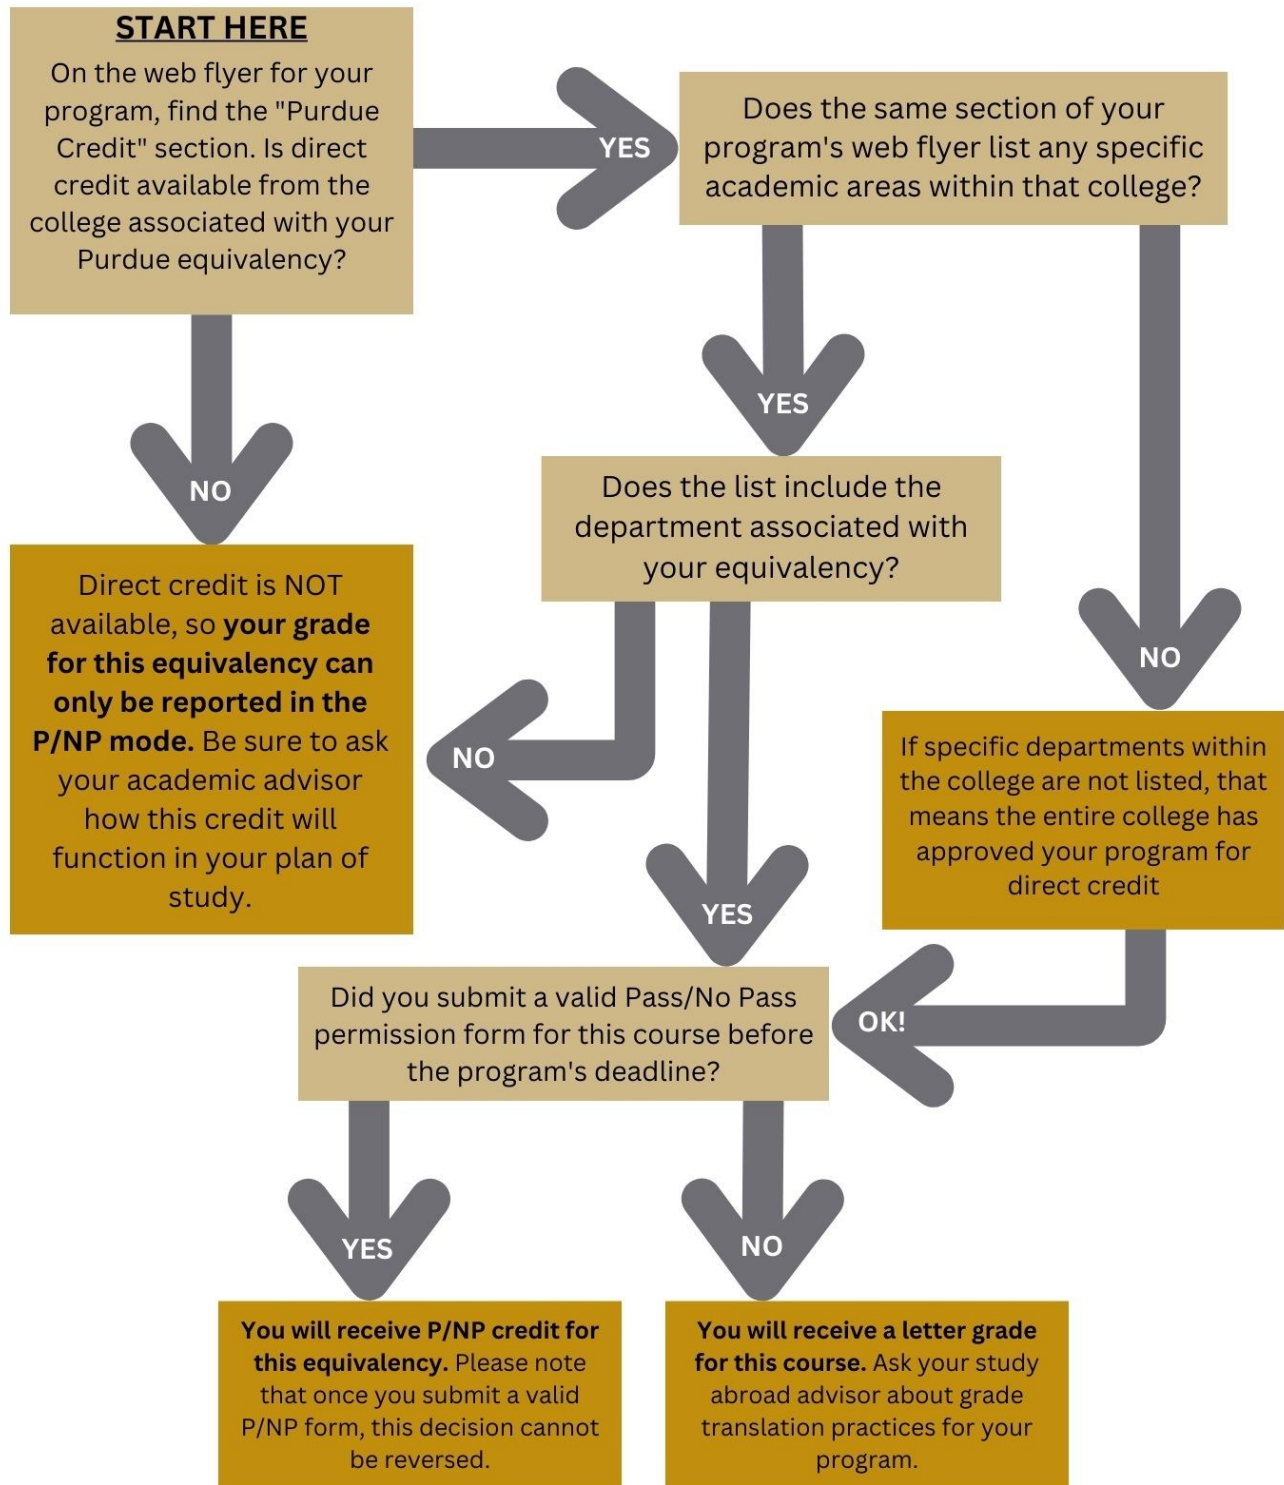 START HERE
On the web flyer for your
program, find the "Purdue
Credit" section. Is direct
credit available from the
college associated with your
Purdue equivalency?
YES
Does the same section of your
program's web flyer list any specific
academic areas within that college?
NO
YES
NO
Does the list include the
department associated with
your equivalency?
Direct credit is NOT
available, so your grade
for this equivalency can
only be reported in the
P/NP mode. Be sure to ask
your academic advisor
how this credit will
function in your plan of
study.
NO
YES
If specific departments within
the college are not listed, that
means the entire college has
approved your program for
direct credit
OK!
Did you submit a valid Pass/No Pass
permission form for this course before
the program's deadline?
YES
NO
You will receive P/NP credit for
this equivalency. Please note
that once you submit a valid
P/NP form, this decision cannot
be reversed.
You will receive a letter grade
for this course. Ask your study
abroad advisor about grade
translation practices for your
program.